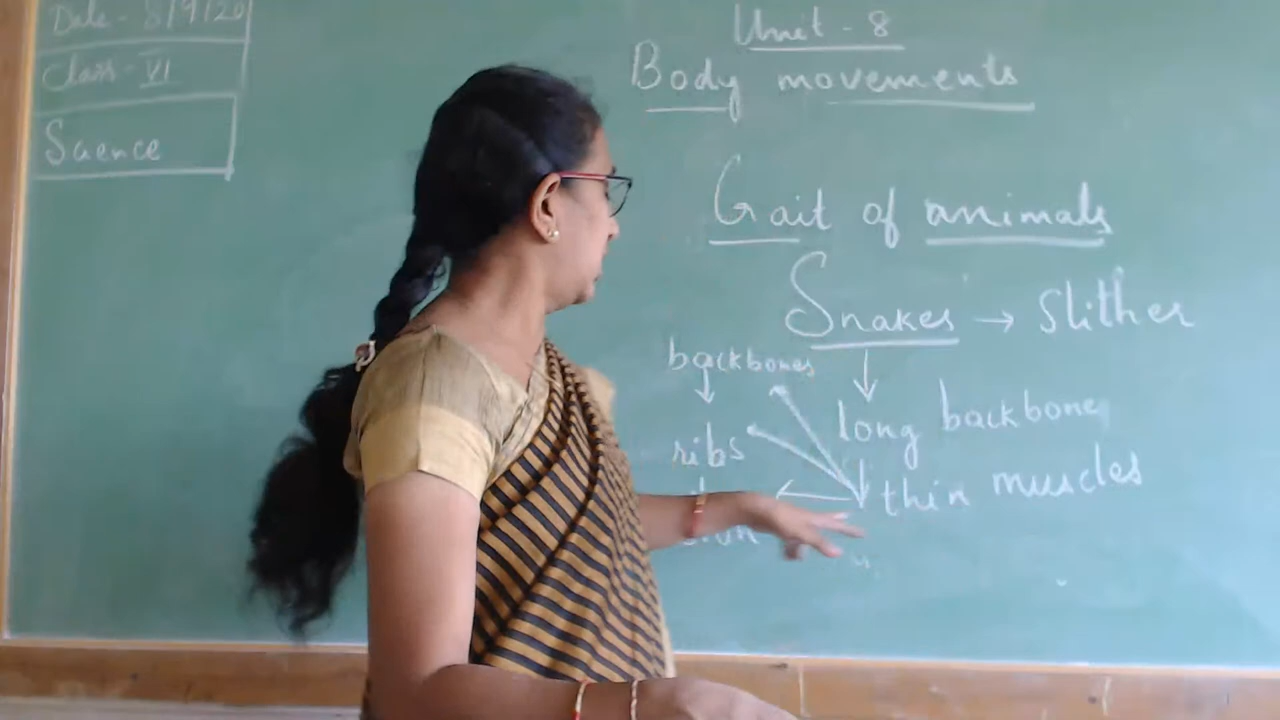 Date - 8/9/20
Class - VI
Science
Unit - 8
Body movements
Gait of animals
Snakes → Slither
backbones
long backbone
ribs
thin muscles